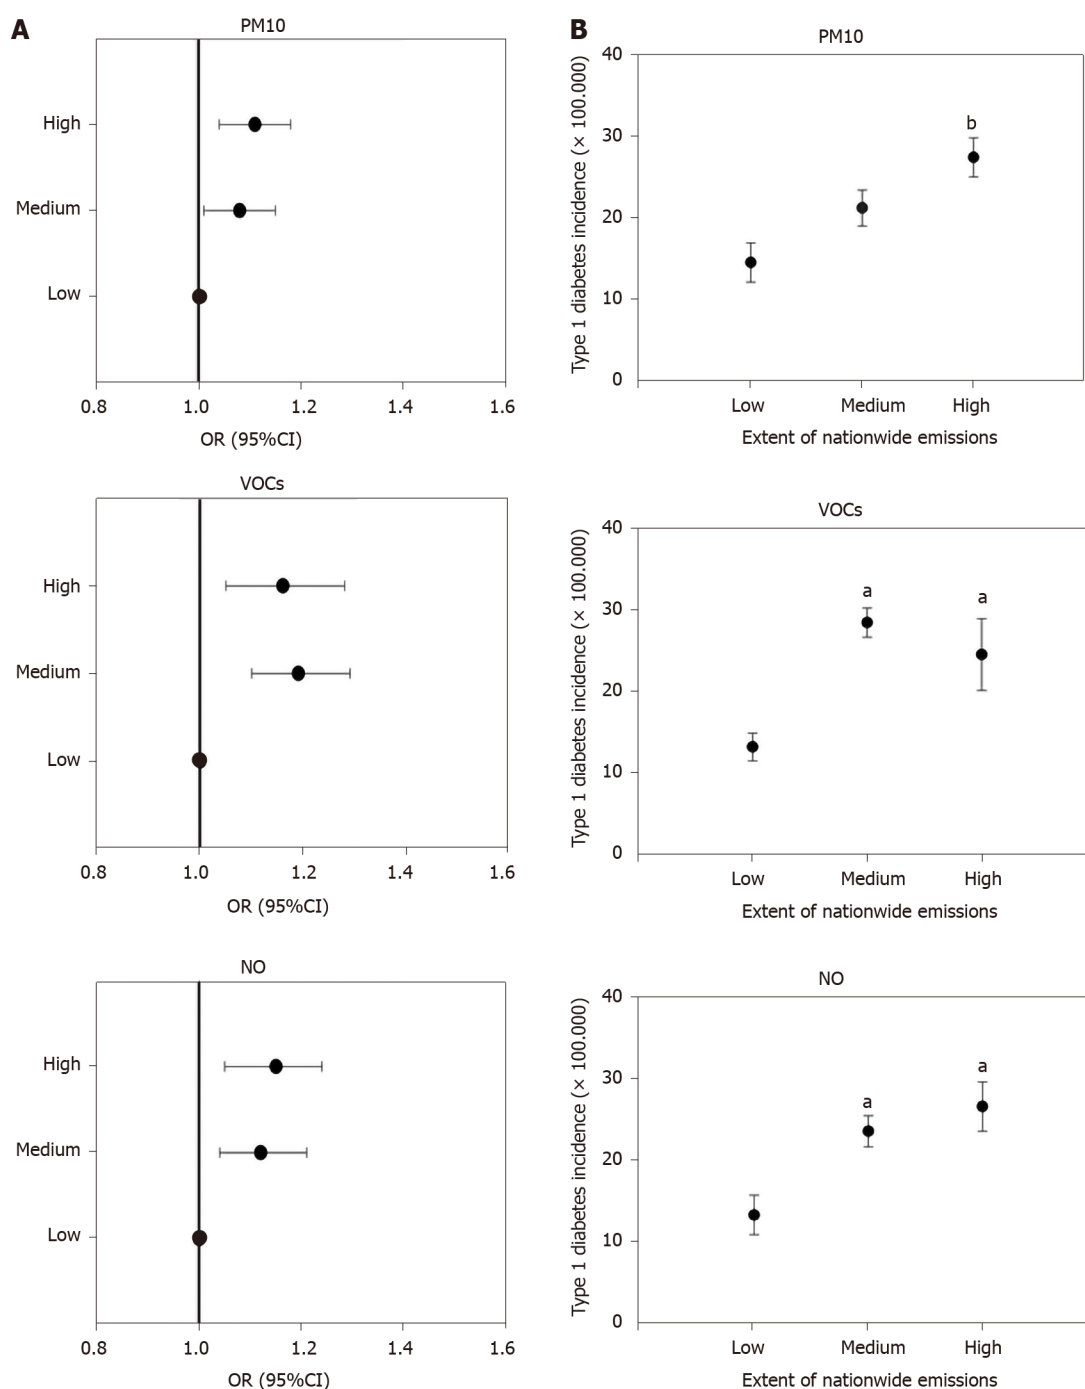 A
PM10
High
Medium
Low
0.8 1.0 1.2 1.4 1.6
OR (95%CI)
VOCs
High
Medium
Low
0.8 1.0 1.2 1.4 1.6
OR (95%CI)
NO
High
Medium
Low
0.8 1.0 1.2 1.4 1.6
OR (95%CI)
B
PM10
Type 1 diabetes incidence (× 100.000)
40
30
20
10
0
b
Low Medium High
Extent of nationwide emissions
VOCs
Type 1 diabetes incidence (× 100.000)
40
30
20
10
0
a
a
Low Medium High
Extent of nationwide emissions
NO
Type 1 diabetes incidence (× 100.000)
40
30
20
10
0
a
a
Low Medium High
Extent of nationwide emissions